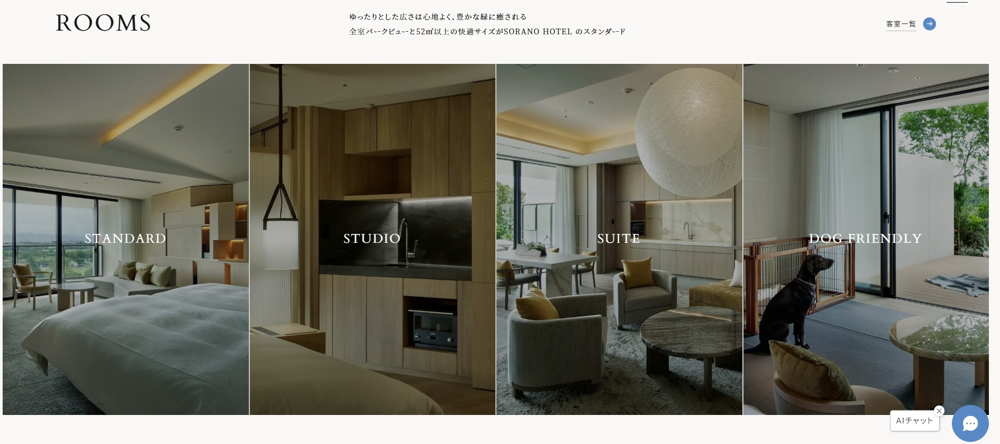 ROOMS
ゆったりとした広さは心地よく、豊かな緑に癒される
全室パークビューと52㎡以上の快適サイズがSORANO HOTEL のスタンダード
客室一覧
STANDARD
STUDIO
SUITE
DOG FRIENDLY
AIチャット